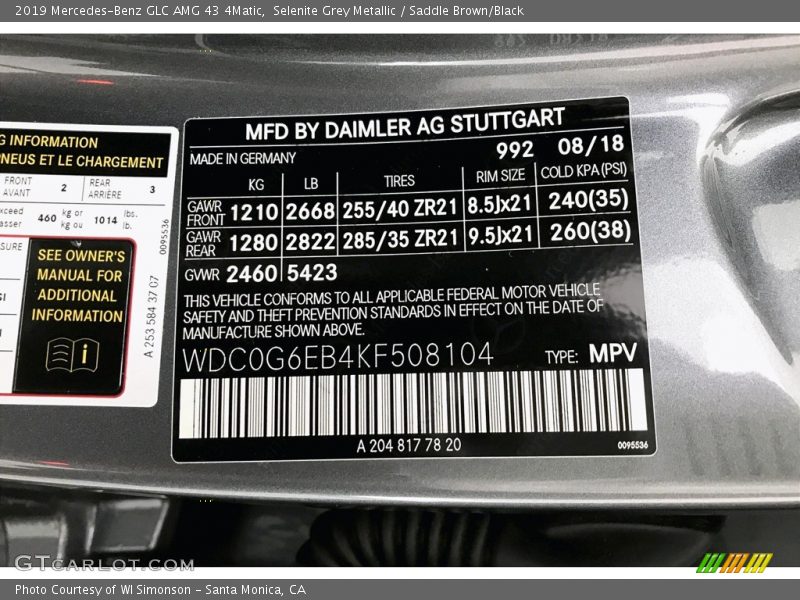 2019 Mercedes-Benz GLC AMG 43 4Matic,  Selenite Grey Metallic / Saddle Brown/Black
G INFORMATION
PNEUS ET LE CHARGEMENT
FRONT
AVANT 2 REAR
ARRIÈRE 3
xceed
asser 460 kg or
kg ou 1014 lbs.
lb.
SURE
SEE OWNER'S
MANUAL FOR
ADDITIONAL
INFORMATION
i
0095536
A 253 584 37 07
MFD BY DAIMLER AG STUTTGART
MADE IN GERMANY 992 08/18
KG LB TIRES RIM SIZE COLD KPA(PSI)
GAWR
FRONT 1210 2668 255/40 ZR21 8.5Jx21 240(35)
GAWR
REAR 1280 2822 285/35 ZR21 9.5Jx21 260(38)
GWR 2460 5423
THIS VEHICLE CONFORMS TO ALL APPLICABLE FEDERAL MOTOR VEHICLE
SAFETY AND THEFT PREVENTION STANDARDS IN EFFECT ON THE DATE OF
MANUFACTURE SHOWN ABOVE.
WDC0G6EB4KF508104 TYPE: MPV
A 204 817 78 20 0095536
GTCARLOT.COM
Photo Courtesy of WI Simonson - Santa Monica, CA